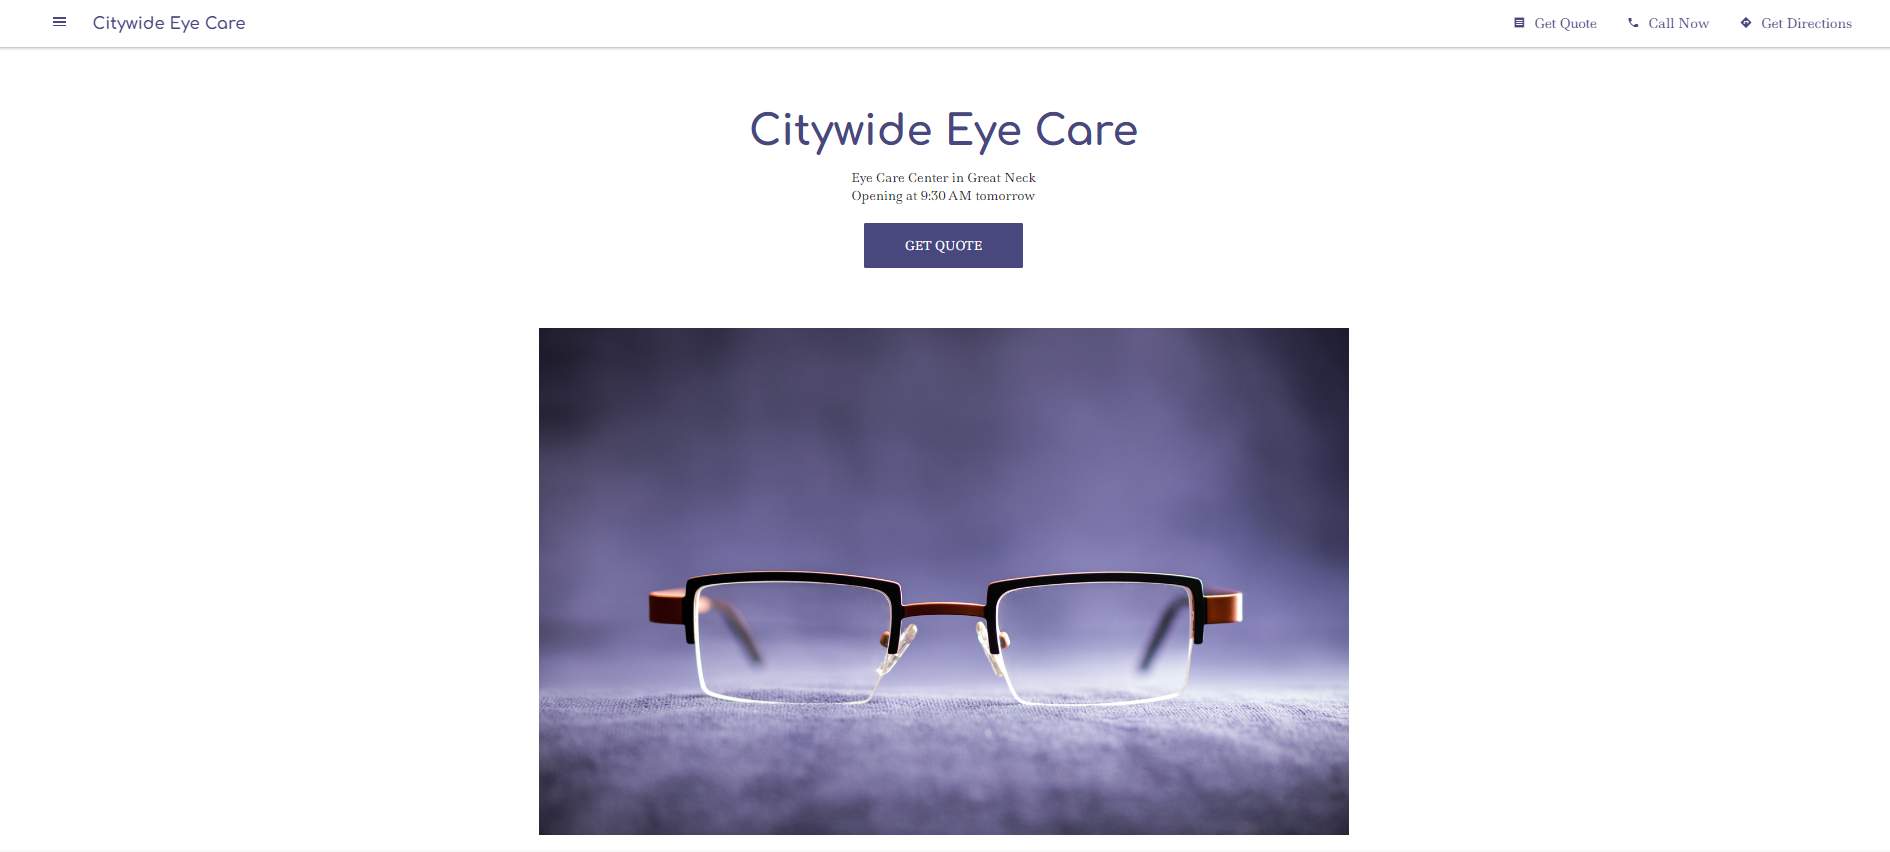 Citywide Eye Care
Get Quote
Call Now
Get Directions
Citywide Eye Care
Eye Care Center in Great Neck
Opening at 9:30 AM tomorrow
GET QUOTE